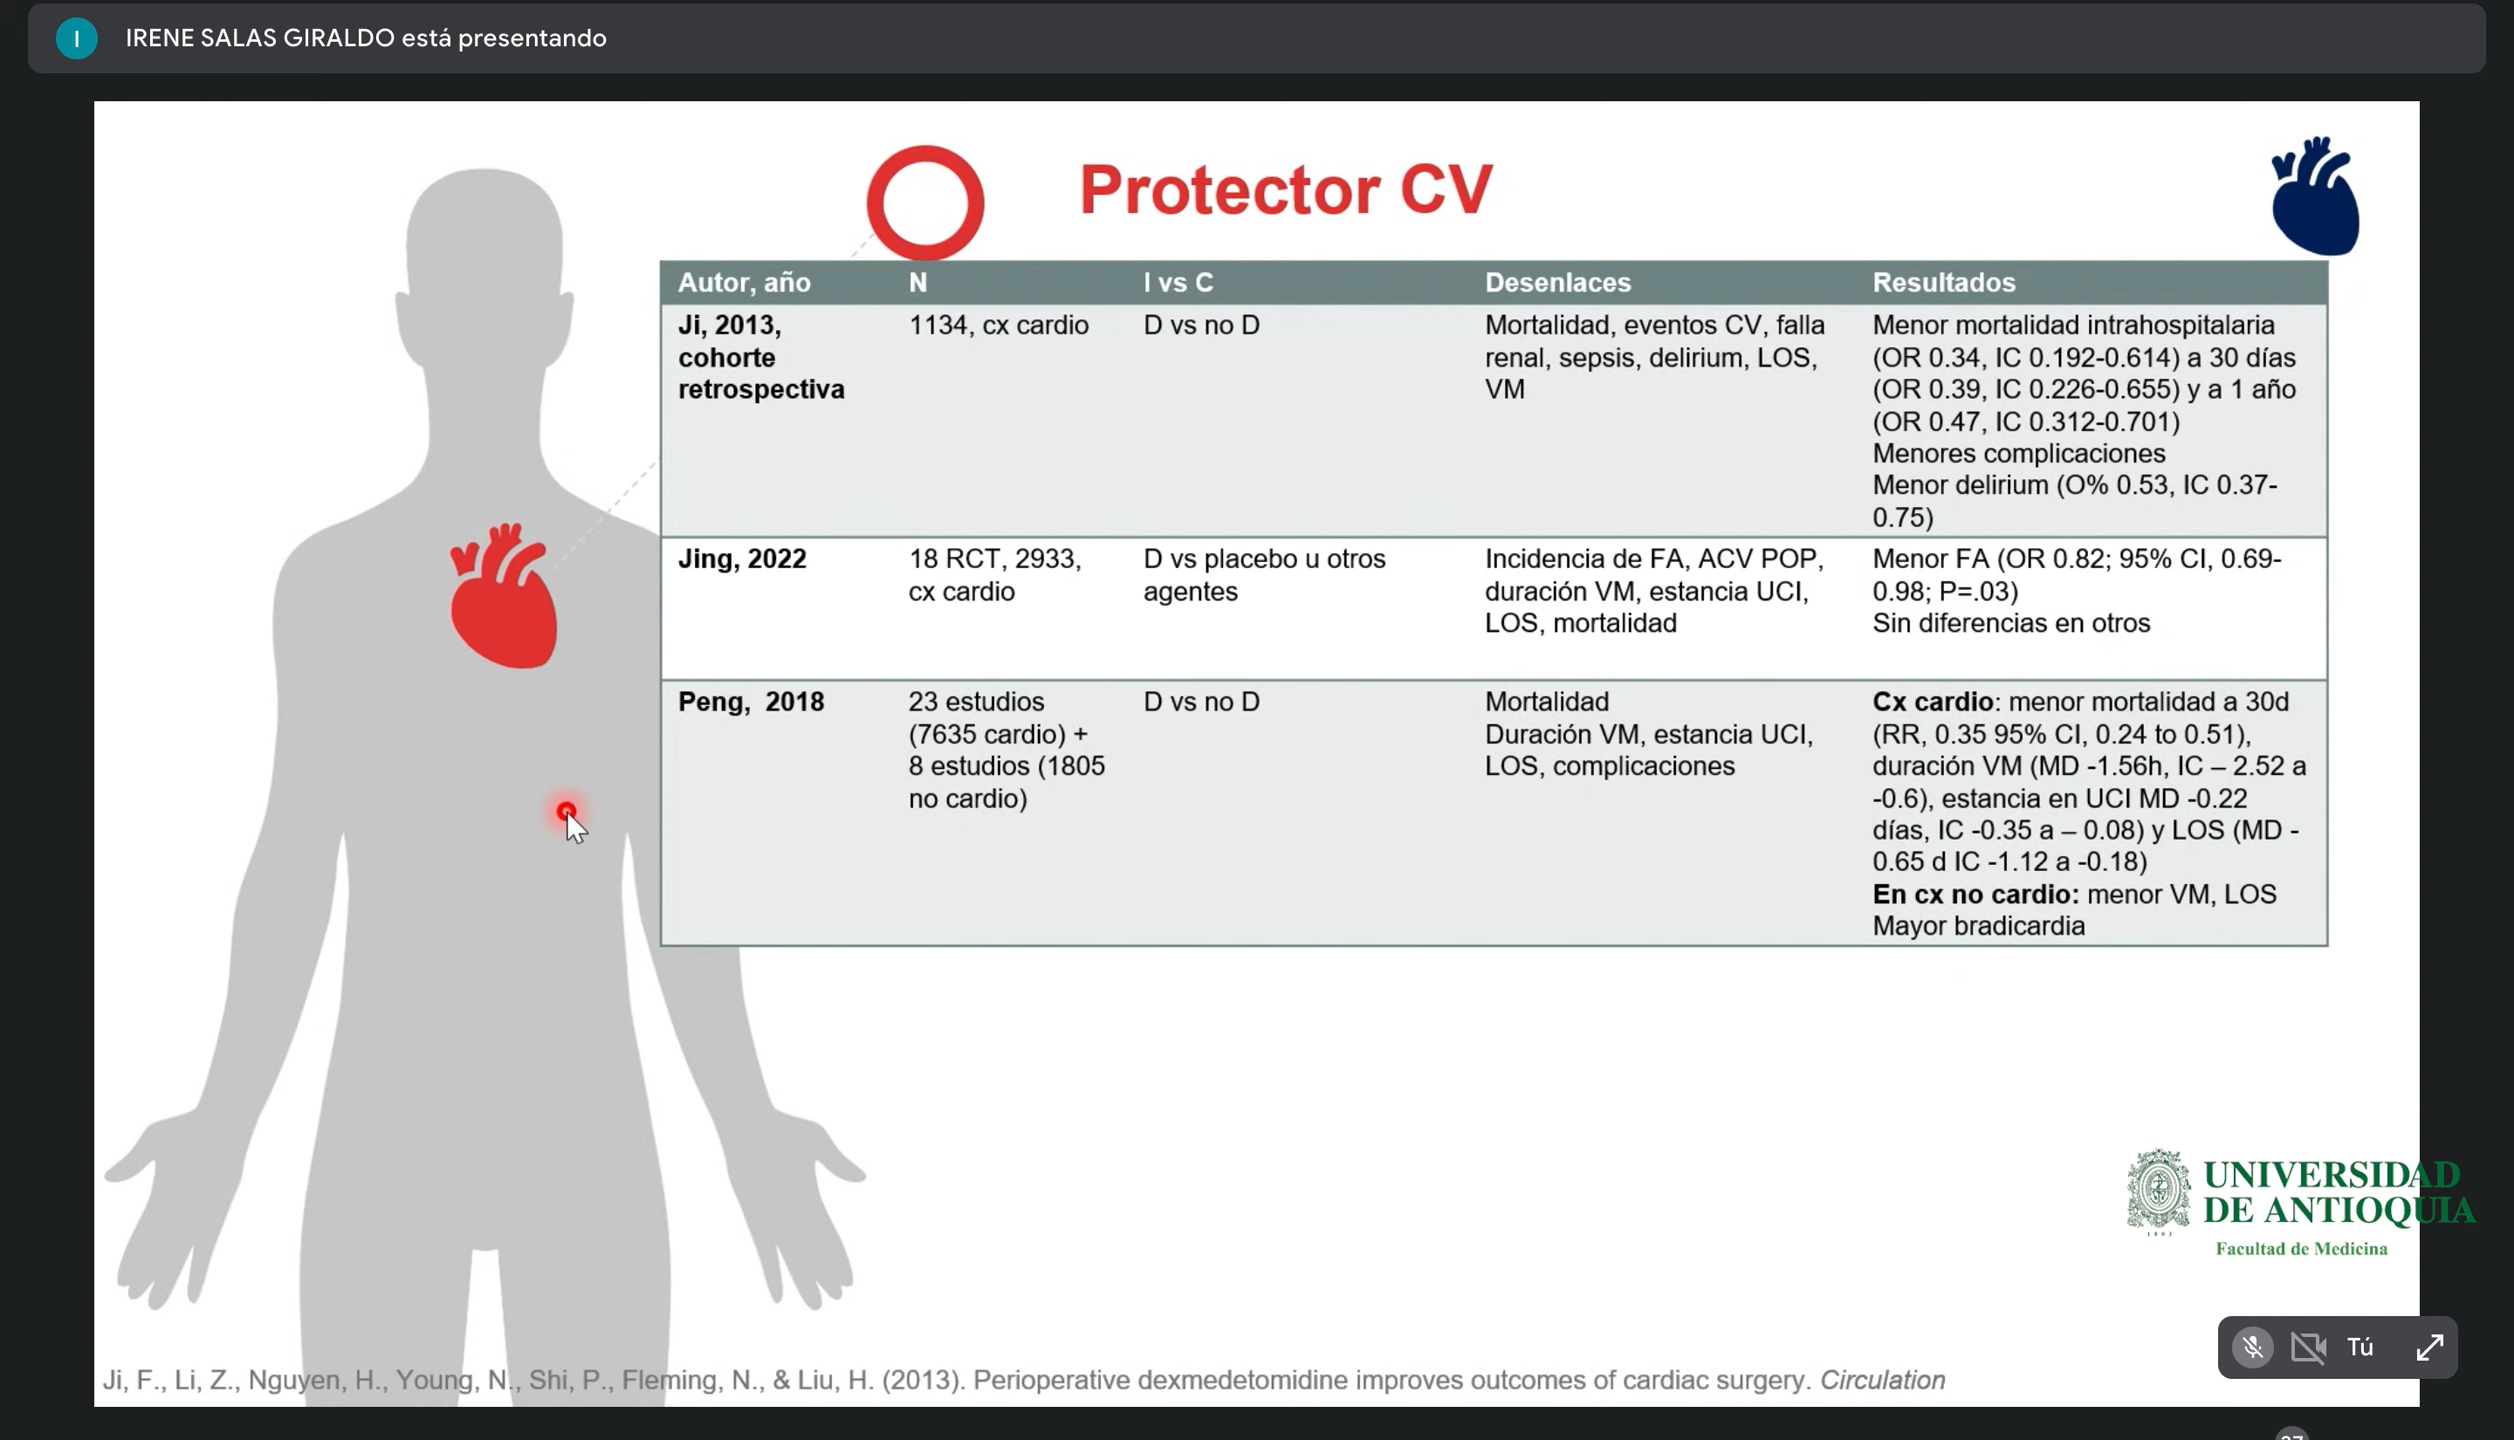 I
IRENE SALAS GIRALDO está presentando
Protector CV
Autor, año
N
I vs C
Desenlaces
Resultados
Ji, 2013,
cohorte
retrospectiva
1134, cx cardio
D vs no D
Mortalidad, eventos CV, falla
renal, sepsis, delirium, LOS,
VM
Menor mortalidad intrahospitalaria
(OR 0.34, IC 0.192-0.614) a 30 días
(OR 0.39, IC 0.226-0.655) y a 1 año
(OR 0.47, IC 0.312-0.701)
Menores complicaciones
Menor delirium (O% 0.53, IC 0.37-
0.75)
Jing, 2022
18 RCT, 2933,
cx cardio
D vs placebo u otros
agentes
Incidencia de FA, ACV POP,
duración VM, estancia UCI,
LOS, mortalidad
Menor FA (OR 0.82; 95% CI, 0.69-
0.98; P=.03)
Sin diferencias en otros
Peng, 2018
23 estudios
(7635 cardio) +
8 estudios (1805
no cardio)
D vs no D
Mortalidad
Duración VM, estancia UCI,
LOS, complicaciones
Cx cardio: menor mortalidad a 30d
(RR, 0.35 95% CI, 0.24 to 0.51),
duración VM (MD -1.56h, IC – 2.52 a
-0.6), estancia en UCI MD -0.22
días, IC -0.35 a – 0.08) y LOS (MD -
0.65 d IC -1.12 a -0.18)
En cx no cardio: menor VM, LOS
Mayor bradicardia
UNIVERSIDAD
DE ANTIOQUIA
1803
Facultad de Medicina
Tú
Ji, F., Li, Z., Nguyen, H., Young, N., Shi, P., Fleming, N., & Liu, H. (2013). Perioperative dexmedetomidine improves outcomes of cardiac surgery. Circulation